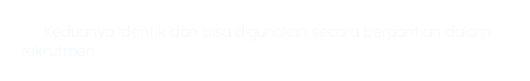 Keduanya identik dan bisa digunakan secara bergantian dalam
rekrutmen